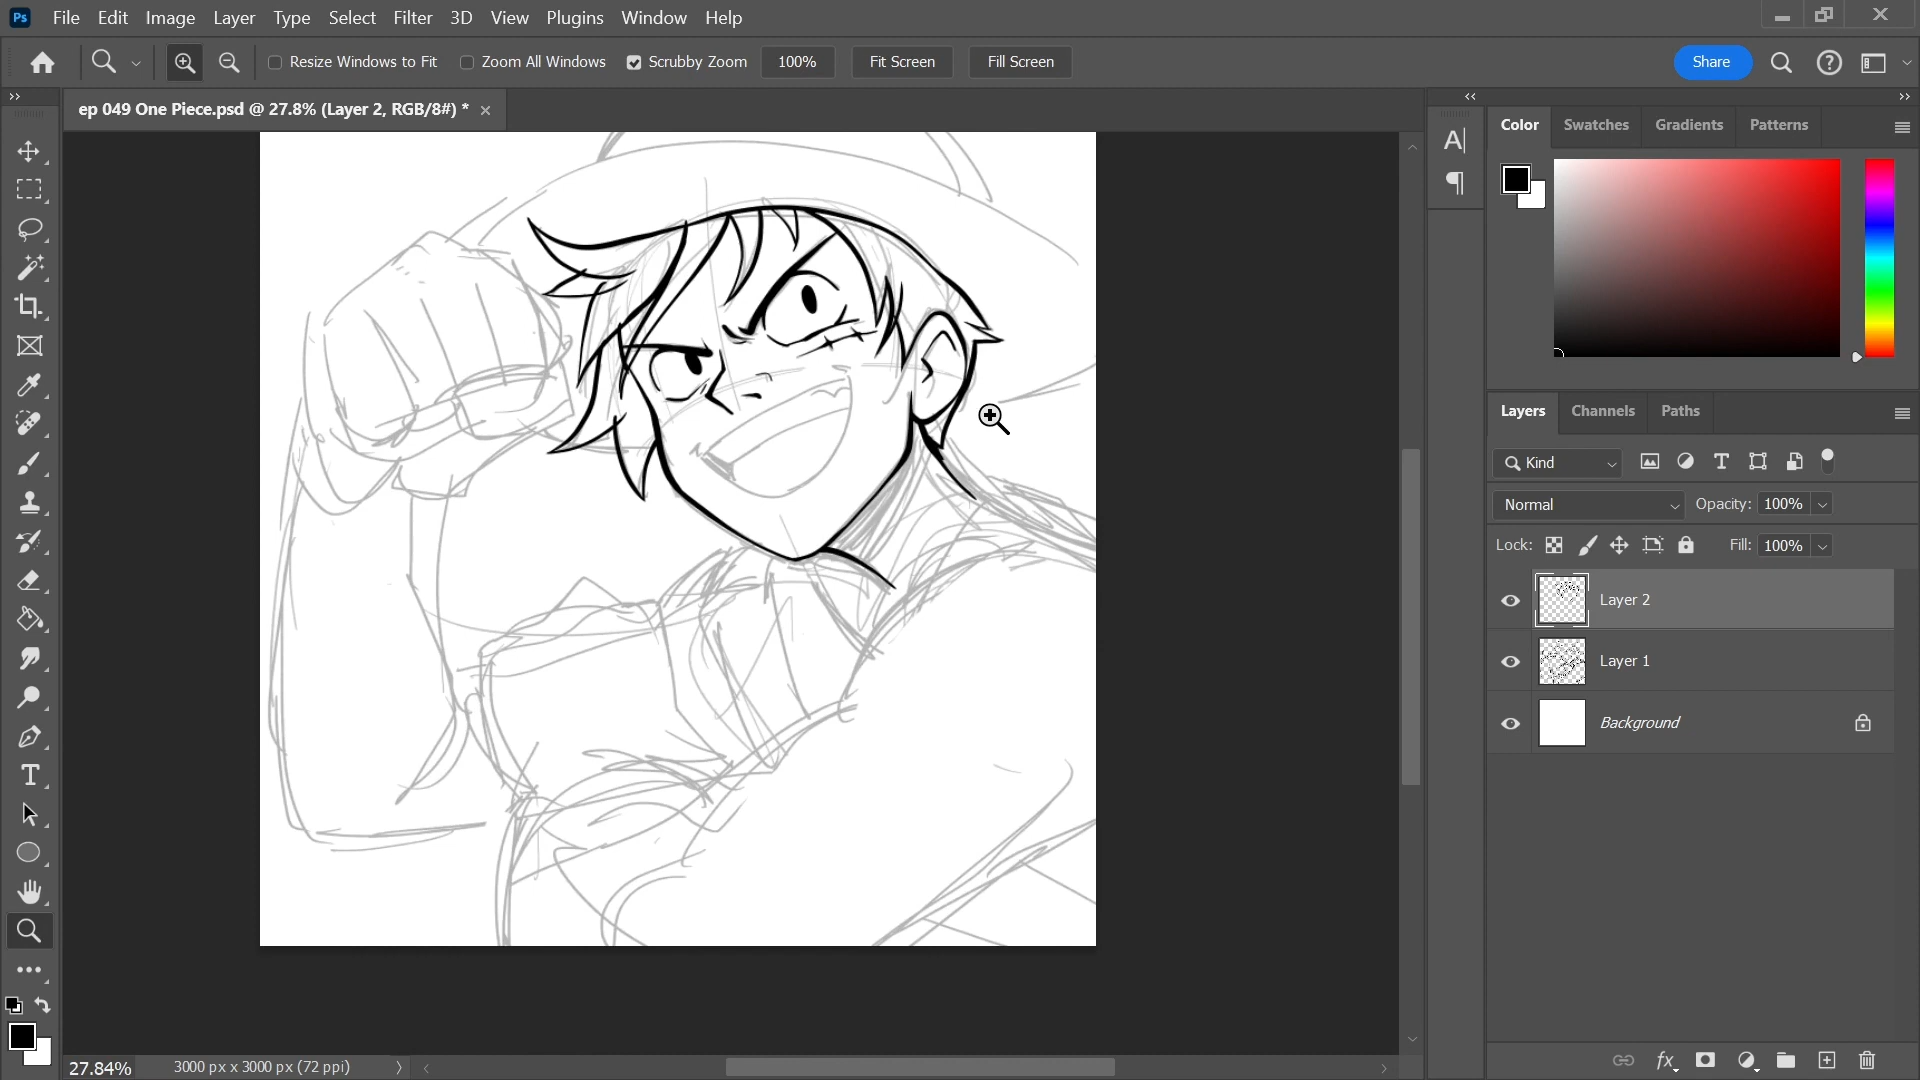 Ps File Edit Image Layer Type Select Filter 3D View Plugins Window Help
Resize Windows to Fit Zoom All Windows Scrubby Zoom 100% Fit Screen Fill Screen Share
ep 049 One Piece.psd @ 27.8% (Layer 2, RGB/8#) *
Color Swatches Gradients Patterns
Layers Channels Paths
Kind
Normal Opacity: 100%
Lock: Fill: 100%
Layer 2
Layer 1
Background
fx
27.84% 3000 px x 3000 px (72 ppi)